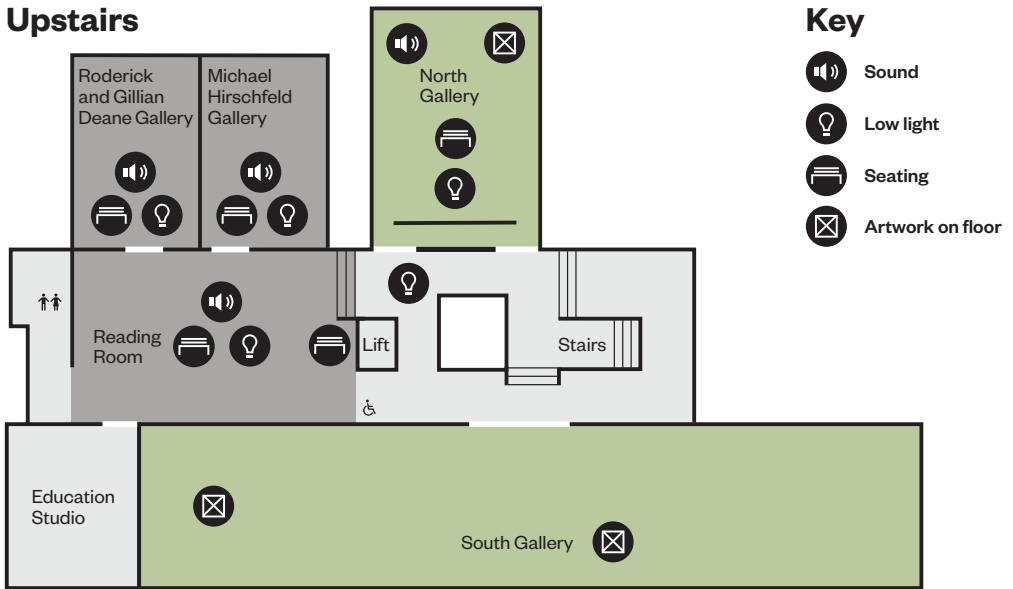 Upstairs
Key
Sound
Low light
Seating
Artwork on floor
Roderick
and Gillian
Deane Gallery
Michael
Hirschfeld
Gallery
North
Gallery
Reading
Room
Lift
Stairs
Education
Studio
South Gallery